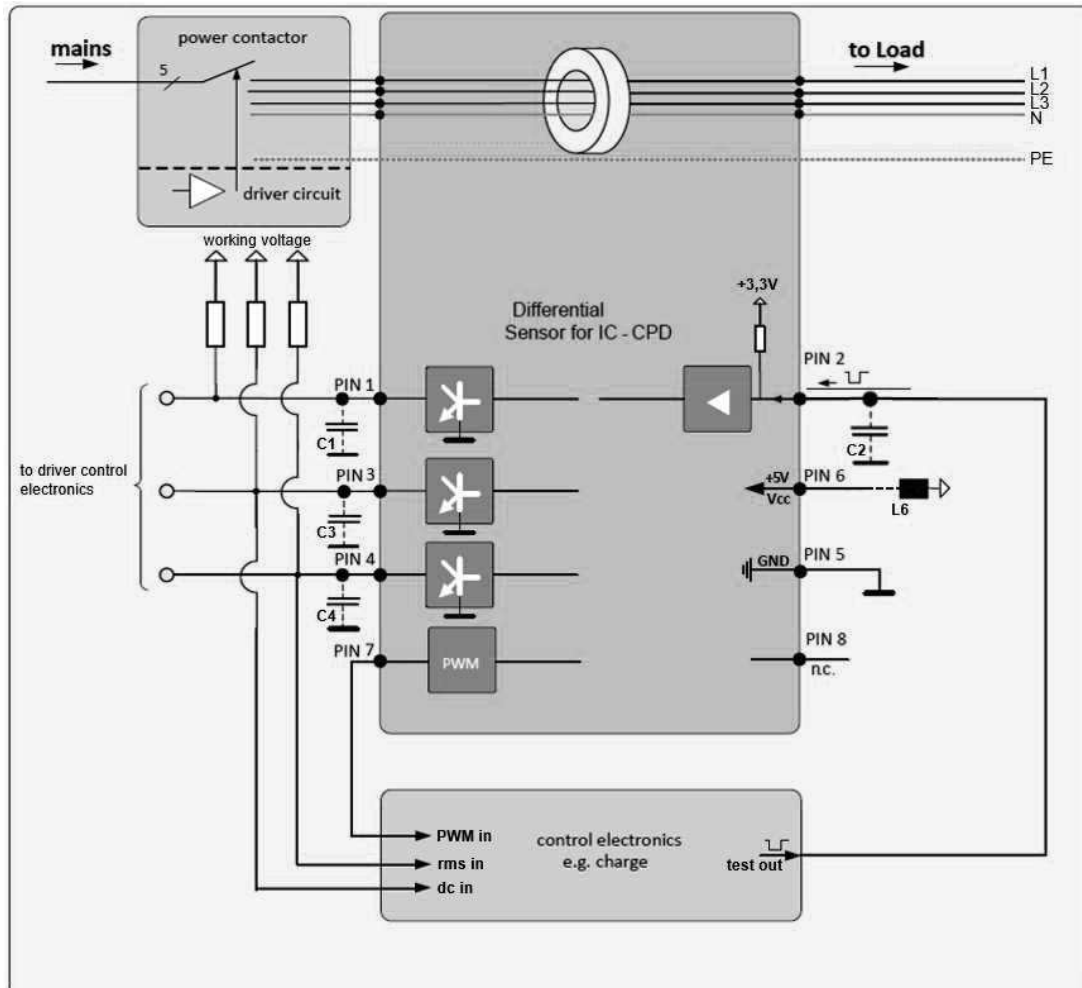 mains
5
power contactor
driver circuit
to Load
L1
L2
L3
N
PE
working voltage
+3,3V
Differential
Sensor for IC - CPD
PIN 1
PIN 2
C1
C2
to driver control
electronics
PIN 3
+5V
Vcc
PIN 6
L6
C3
PIN 4
GND
PIN 5
C4
PIN 7
PWM
PIN 8
n.c.
PWM in
rms in
dc in
control electronics
e.g. charge
test out